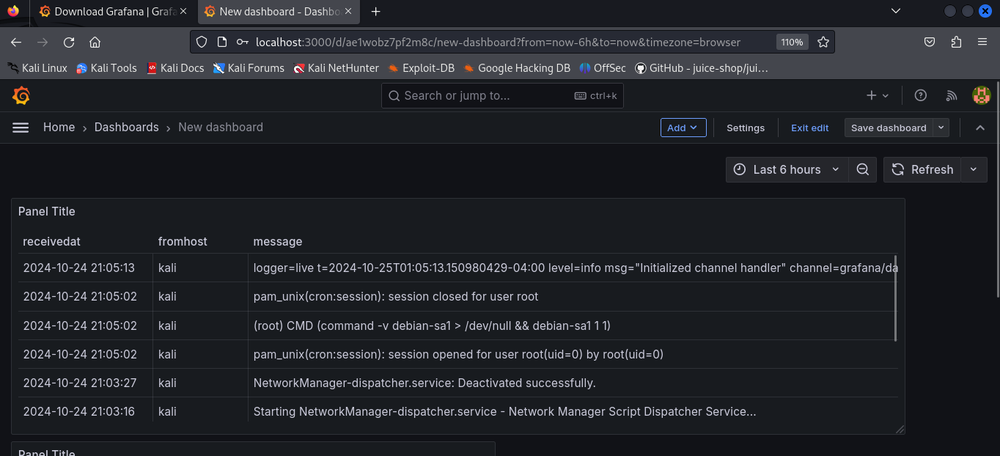 Download Grafana | Grafa
New dashboard - Dashbo
localhost:3000/d/ae1wobz7pf2m8c/new-dashboard?from=now-6h&to=now&timezone=browser
110%
Kali Linux
Kali Tools
Kali Docs
Kali Forums
Kali NetHunter
Exploit-DB
Google Hacking DB
OffSec
GitHub - juice-shop/jui…
Search or jump to...
ctrl+k
Home › Dashboards › New dashboard
Add
Settings
Exit edit
Save dashboard
Last 6 hours
Refresh
Panel Title
receivedat fromhost message
2024-10-24 21:05:13 kali logger=live t=2024-10-25T01:05:13.150980429-04:00 level=info msg="Initialized channel handler" channel=grafana/da
2024-10-24 21:05:02 kali pam_unix(cron:session): session closed for user root
2024-10-24 21:05:02 kali (root) CMD (command -v debian-sa1 > /dev/null && debian-sa1 1 1)
2024-10-24 21:05:02 kali pam_unix(cron:session): session opened for user root(uid=0) by root(uid=0)
2024-10-24 21:03:27 kali NetworkManager-dispatcher.service: Deactivated successfully.
2024-10-24 21:03:16 kali Starting NetworkManager-dispatcher.service - Network Manager Script Dispatcher Service...
Panel Title